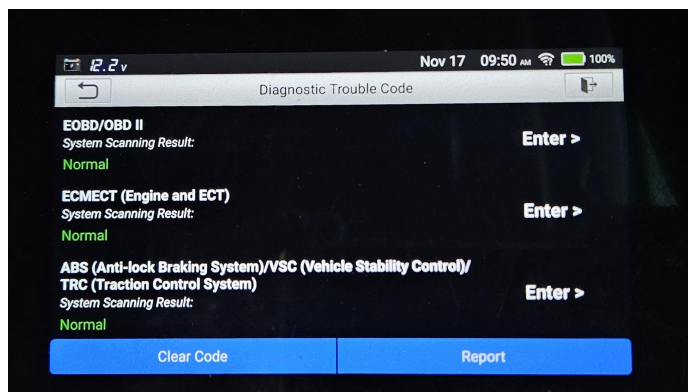 12.2 v Nov 17 09:50 AM 100%
Diagnostic Trouble Code
EOBD/OBD II
System Scanning Result:
Enter >
Normal
ECMECT (Engine and ECT)
System Scanning Result:
Enter >
Normal
ABS (Anti-lock Braking System)/VSC (Vehicle Stability Control)/
TRC (Traction Control System)
System Scanning Result:
Enter >
Normal
Clear Code Report